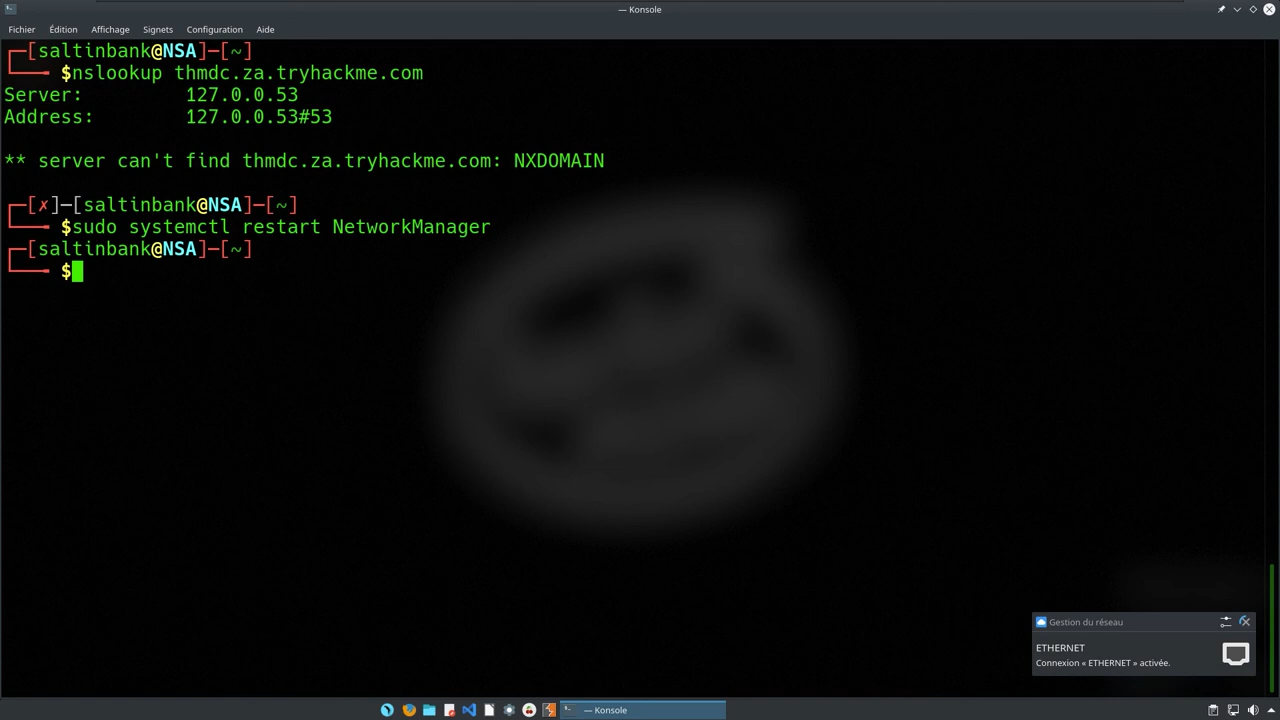 — Konsole
Fichier Édition Affichage Signets Configuration Aide
┌─[saltinbank@NSA]─[~]
└──╼ $nslookup thmdc.za.tryhackme.com
Server: 127.0.0.53
Address: 127.0.0.53#53
** server can't find thmdc.za.tryhackme.com: NXDOMAIN
┌─[✗]─[saltinbank@NSA]─[~]
└──╼ $sudo systemctl restart NetworkManager
┌─[saltinbank@NSA]─[~]
└──╼ $
Gestion du réseau
ETHERNET
Connexion « ETHERNET » activée.
— Konsole